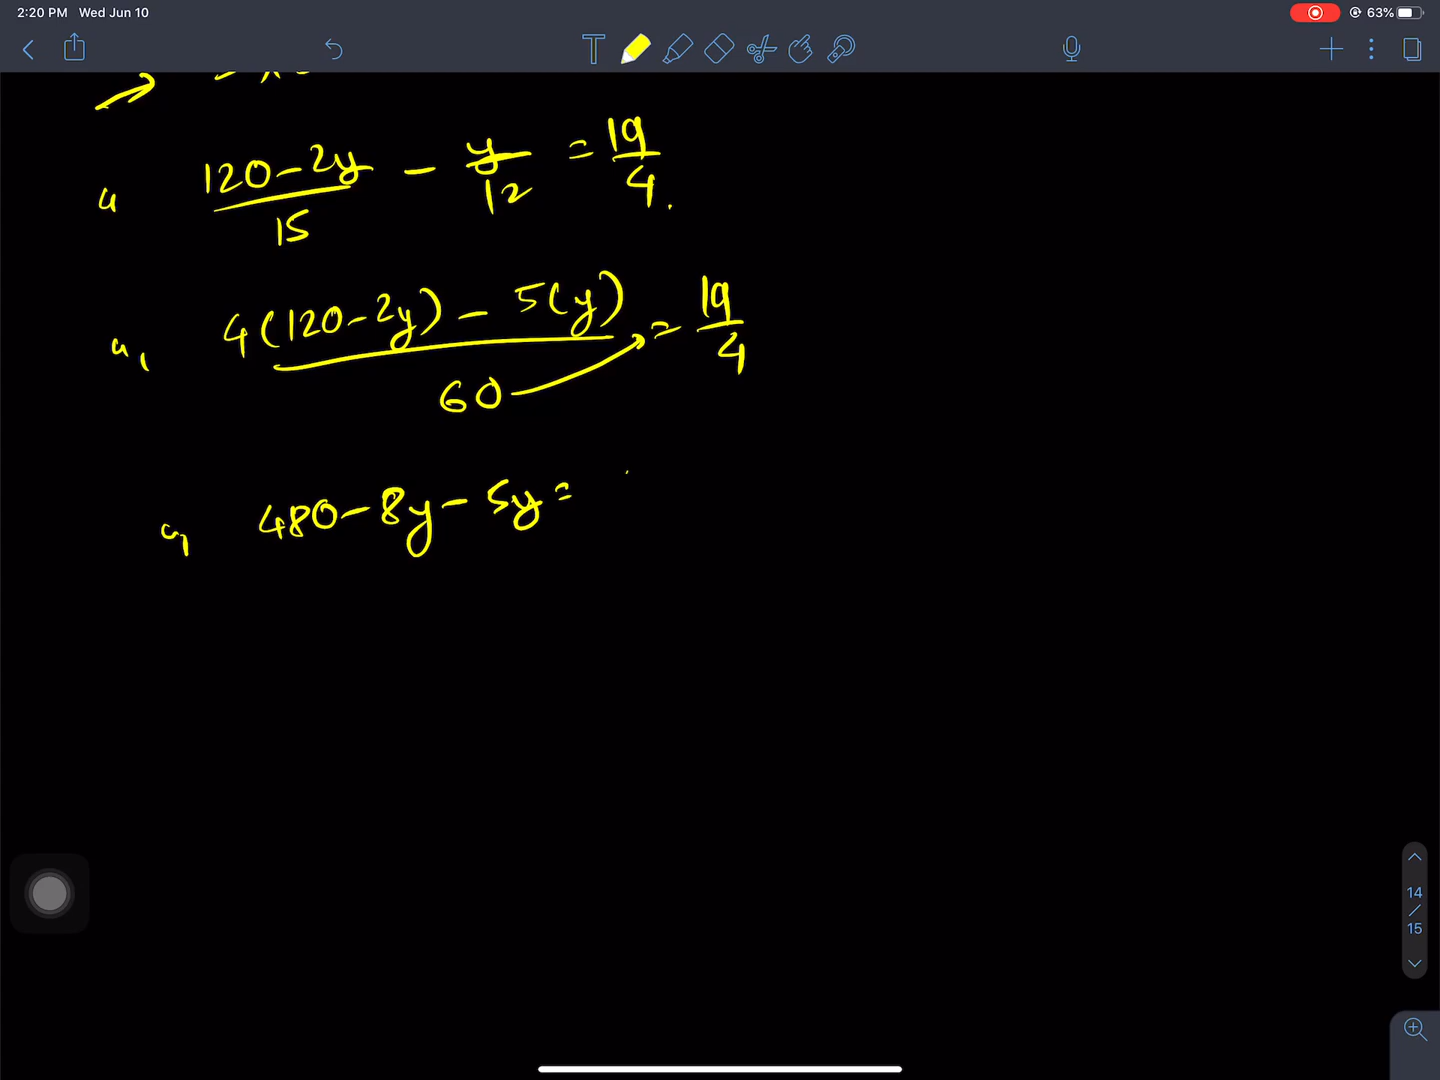 2:20 PM Wed Jun 10
63%
T
120-2y/15 - y/12 = 19/4.
4(120-2y) - 5(y)/60 = 19/4
480-8y-5y=
14
/
15